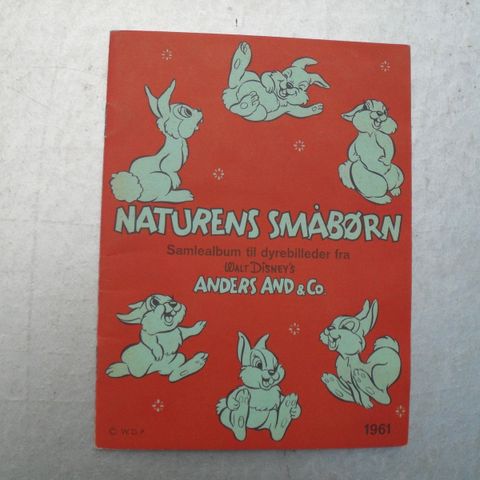 NATURENS SMÅBØRN
Samlealbum til dyrebilleder fra
WALT DISNEY'S
ANDERS AND & Co.
© W.D.P.
1961